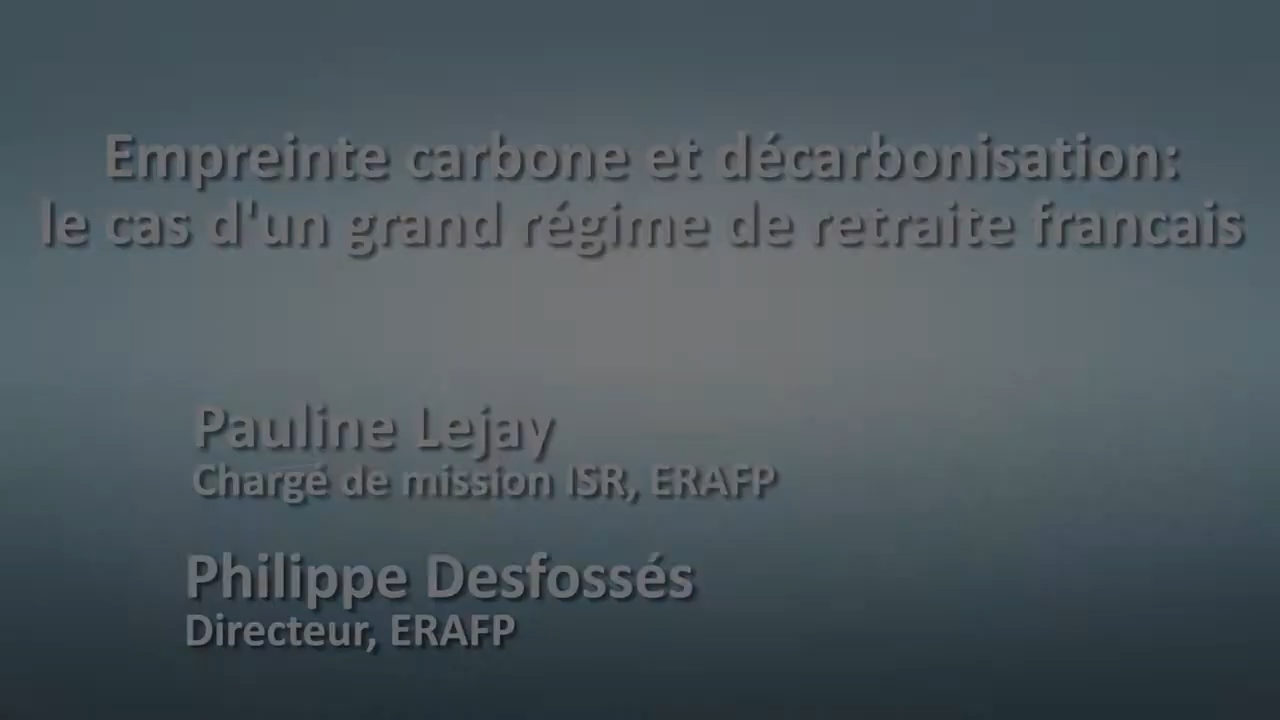 Empreinte carbone et décarbonisation:
le cas d'un grand régime de retraite francais
Pauline Lejay
Chargé de mission ISR, ERAFP
Philippe Desfossés
Directeur, ERAFP